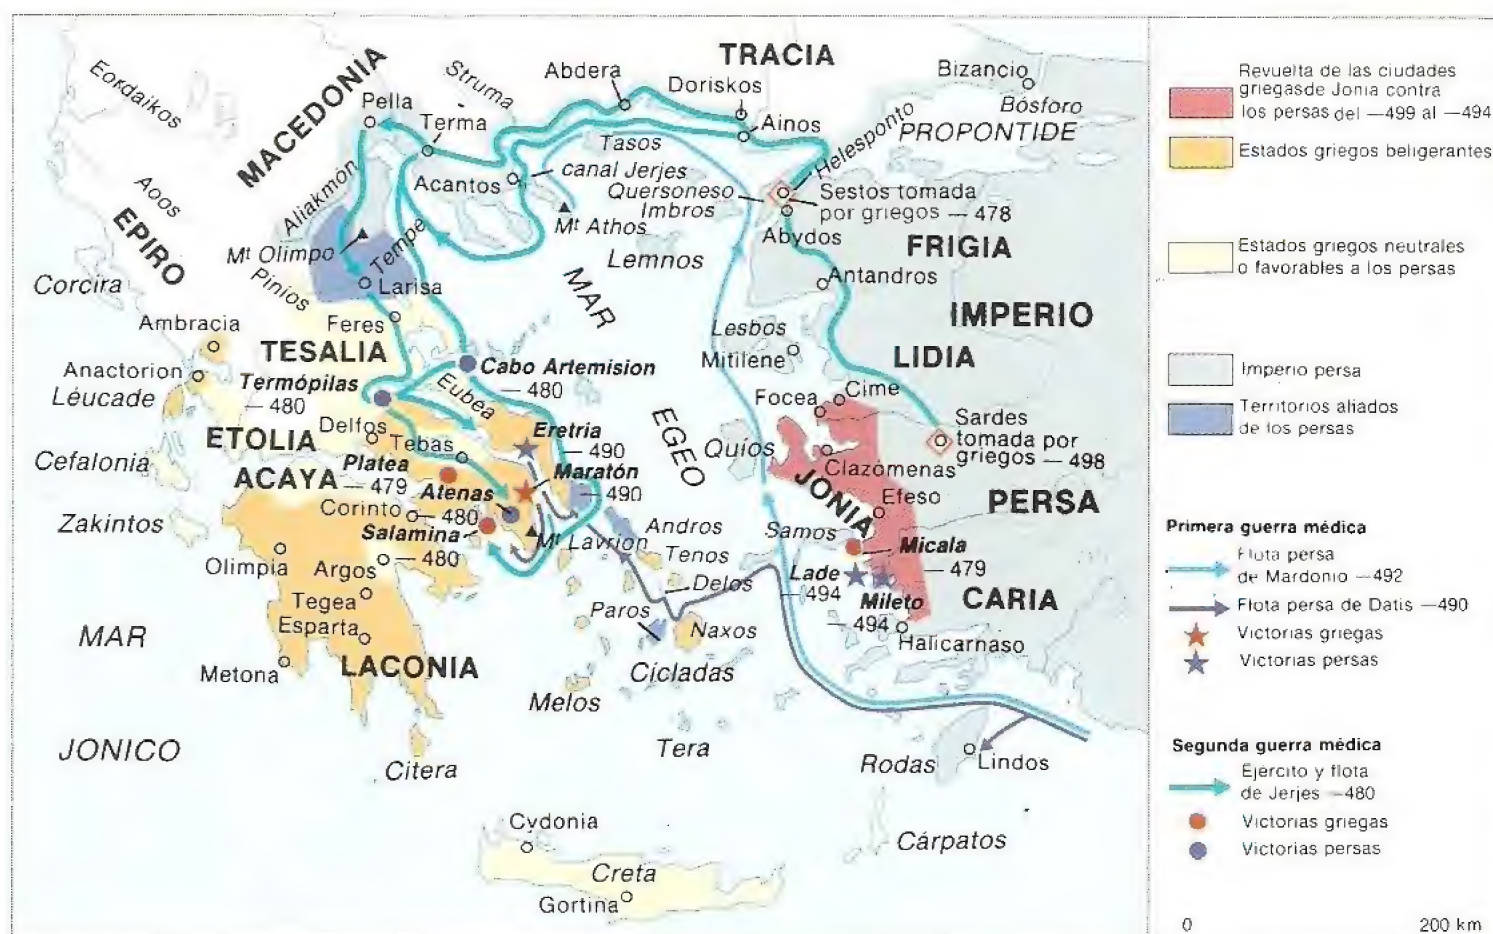 TRACIA
Bizancio
Bósforo
PROPONTIDE
Eordaikos
MACEDONIA
Struma
Abdera
Doriskos
Ainos
Helesponto
Pella
Terma
Tasos
canal Jerjes
Acantos
Quersoneso
Imbros
Sestos tomada
por griegos — 478
Aoos
Aliakmón
EPIRO
Mt Athos
Abydos
FRIGIA
Mt Olimpo
Tempe
Lemnos
Antandros
Pinios
Larisa
Corcira
MAR
EGEO
IMPERIO
PERSA
Feres
Ambracia
TESALIA
Lesbos
Mitilene
LIDIA
Anactorion
Léucade
Cabo Artemision
— 480
Termópilas
— 480
Eubea
Focea
Cime
Sardes
tomada por
griegos — 498
Delfos
ETOLIA
Tebas
Eretria
490
Quíos
Clazómenas
Cefalonia
ACAYA
Platea
— 479
Maratón
— 490
JONIA
Efeso
Atenas
— 480
Corinto
Zakintos
Salamina
— 480
Mt Lavrion
Andros
Tenos
Samos
Micala
— 479
Olimpia
Argos
Delos
Lade
— 494
Mileto
— 494
CARIA
Tegea
Paros
Naxos
Halicarnaso
MAR
JONICO
Esparta
Metona
LACONIA
Cícladas
Melos
Tera
Citera
Rodas
Lindos
Cydonia
Cárpatos
Creta
Gortina
Revuelta de las ciudades
griegasde Jonia contra
los persas del —499 al —494
Estados griegos beligerantes
Estados griegos neutrales
o favorables a los persas
Imperio persa
Territorios aliados
de los persas
Primera guerra médica
Flota persa
de Mardonio —492
Flota persa de Datis —490
Victorias griegas
Victorias persas
Segunda guerra médica
Ejército y flota
de Jerjes —480
Victorias griegas
Victorias persas
0 200 km